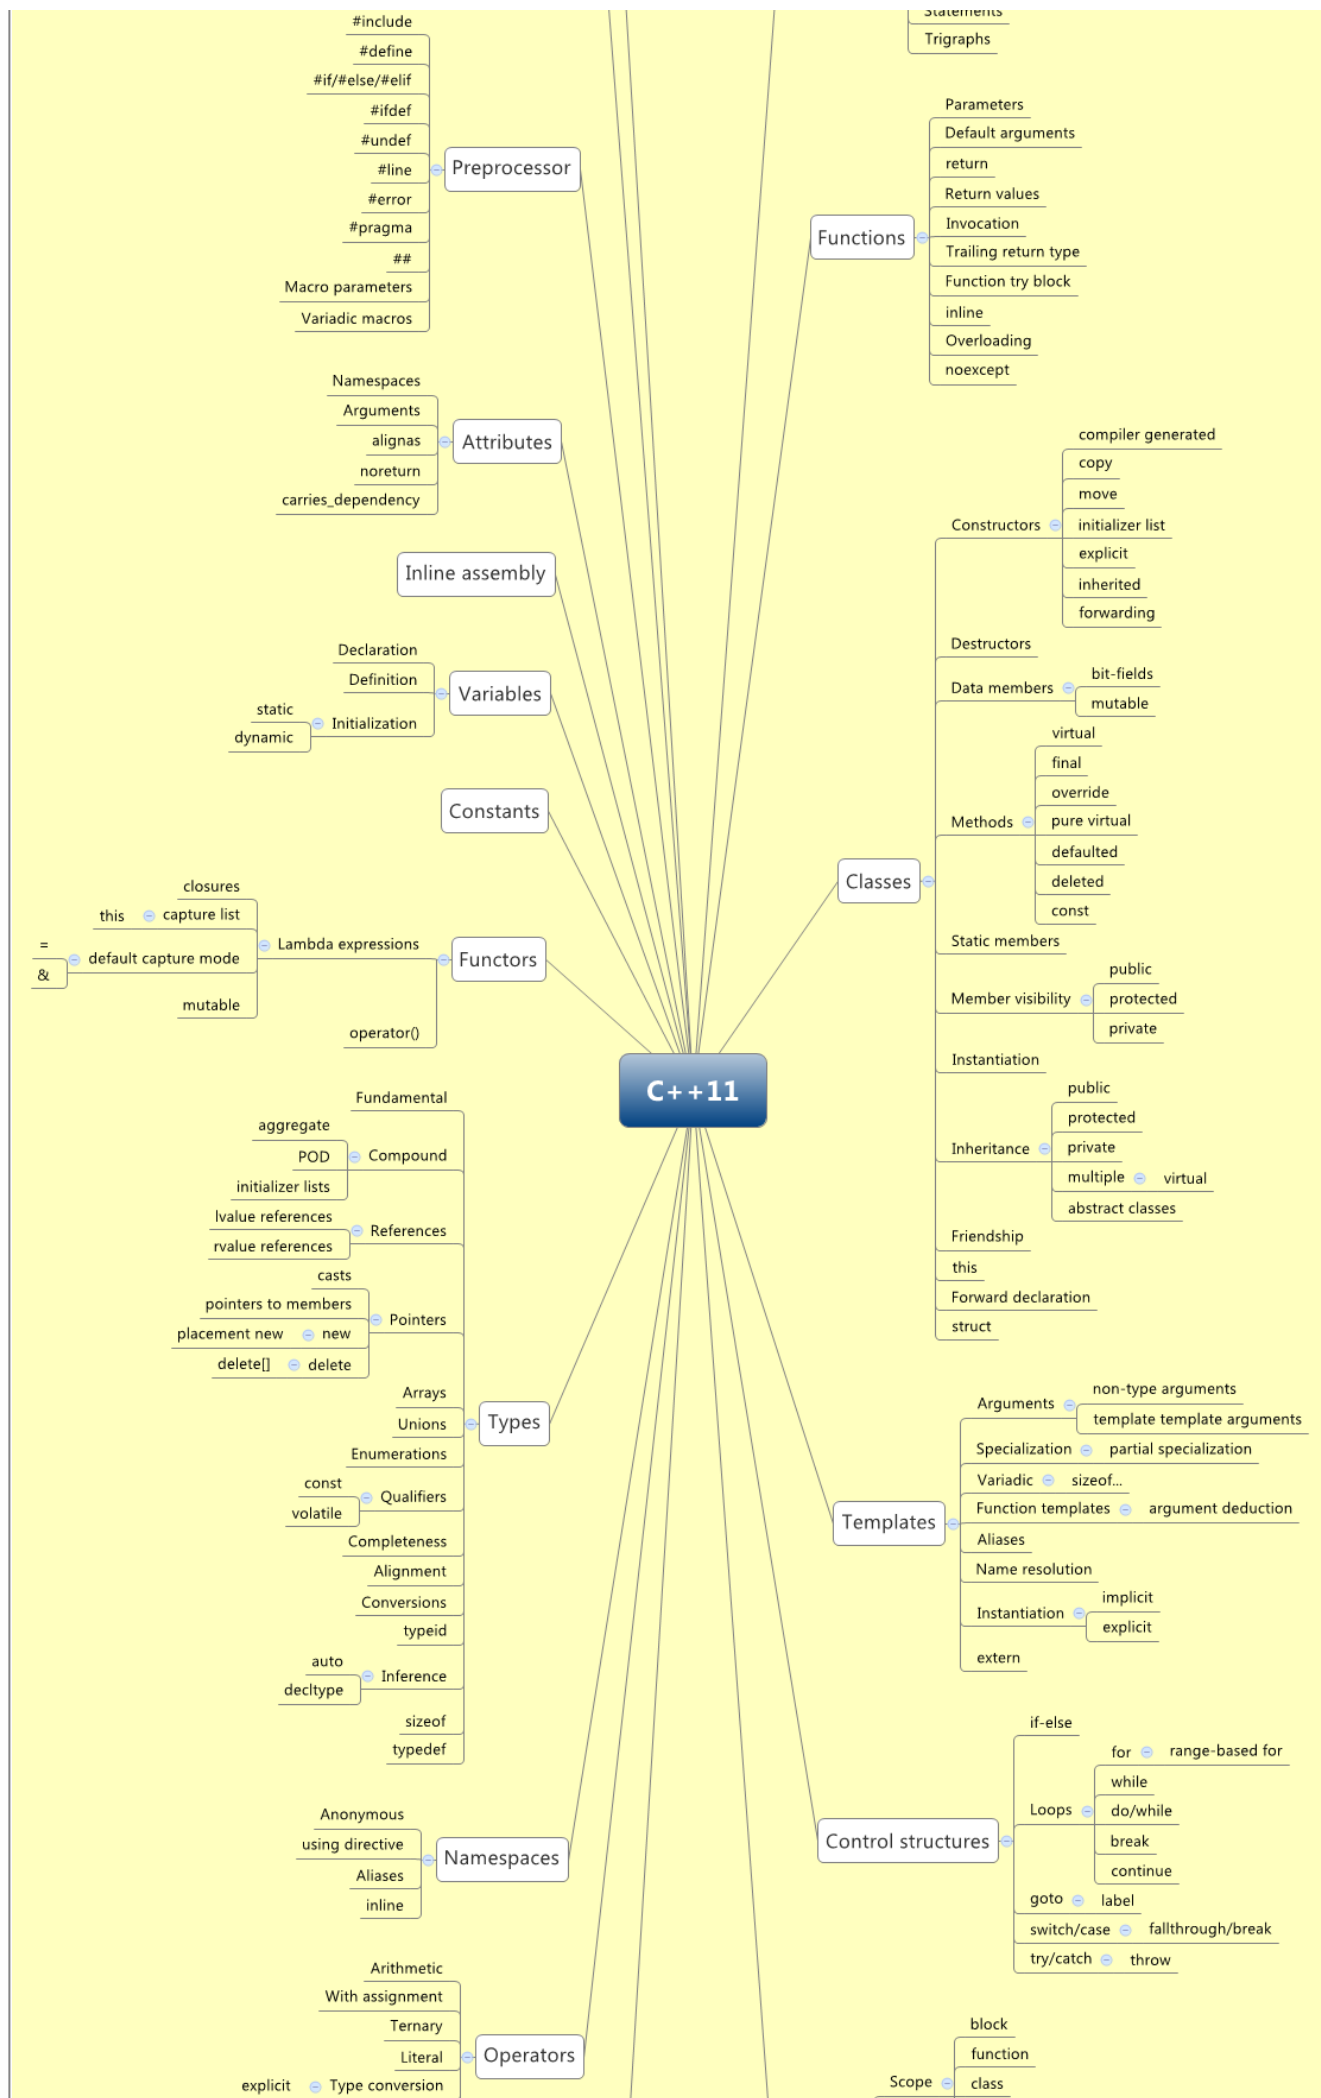 #include
#define
#if/#else/#elif
#ifdef
#undef
#line
#error
#pragma
##
Macro parameters
Variadic macros
Preprocessor
Namespaces
Arguments
alignas
noreturn
carries_dependency
Attributes
Inline assembly
Declaration
Definition
static
dynamic
Initialization
Variables
Constants
closures
this
capture list
=
&
default capture mode
mutable
Lambda expressions
operator()
Functors
C++11
Fundamental
aggregate
POD
initializer lists
Compound
lvalue references
rvalue references
References
casts
pointers to members
placement new
new
delete[]
delete
Pointers
Arrays
Unions
Enumerations
const
volatile
Qualifiers
Completeness
Alignment
Conversions
typeid
auto
decltype
Inference
sizeof
typedef
Types
Anonymous
using directive
Aliases
inline
Namespaces
Arithmetic
With assignment
Ternary
Literal
explicit
Type conversion
Operators
Statements
Trigraphs
Functions
Parameters
Default arguments
return
Return values
Invocation
Trailing return type
Function try block
inline
Overloading
noexcept
Classes
Constructors
compiler generated
copy
move
initializer list
explicit
inherited
forwarding
Destructors
Data members
bit-fields
mutable
Methods
virtual
final
override
pure virtual
defaulted
deleted
const
Static members
Member visibility
public
protected
private
Instantiation
Inheritance
public
protected
private
multiple
virtual
abstract classes
Friendship
this
Forward declaration
struct
Templates
Arguments
non-type arguments
template template arguments
Specialization
partial specialization
Variadic
sizeof...
Function templates
argument deduction
Aliases
Name resolution
Instantiation
implicit
explicit
extern
Control structures
if-else
Loops
for
range-based for
while
do/while
break
continue
goto
label
switch/case
fallthrough/break
try/catch
throw
Scope
block
function
class